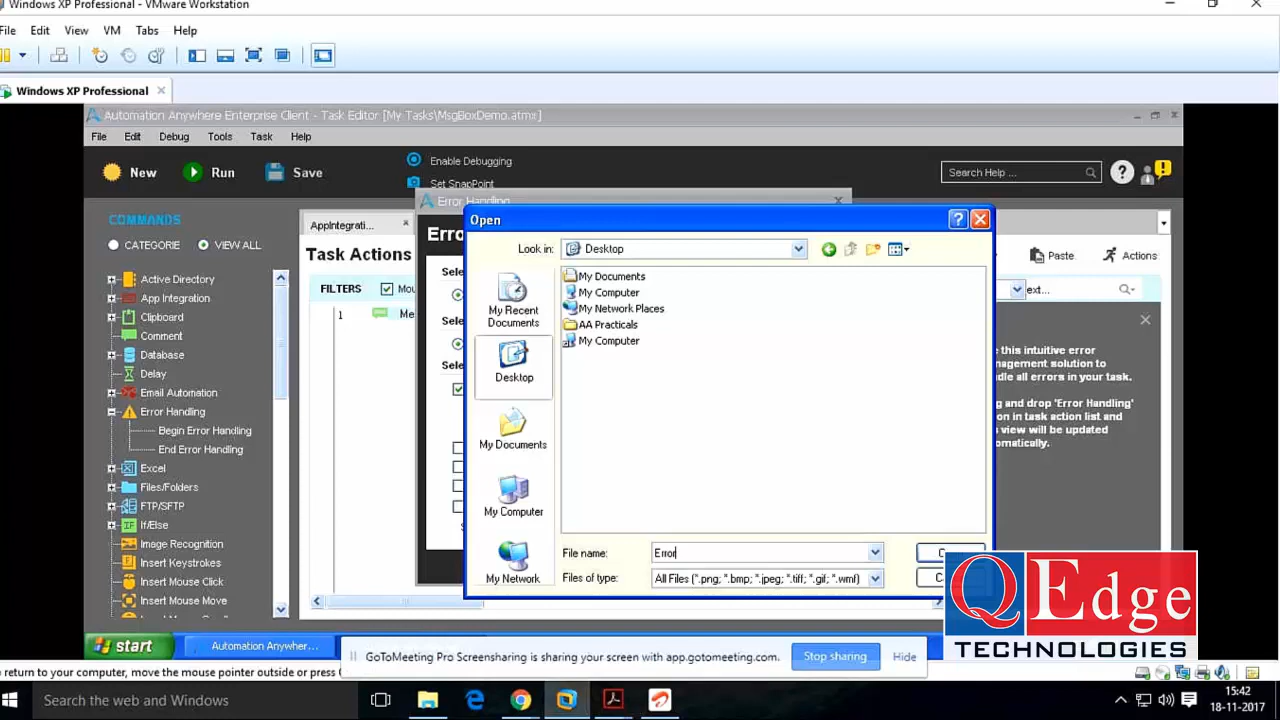 Windows XP Professional - VMware Workstation
File Edit View VM Tabs Help
Windows XP Professional
Automation Anywhere Enterprise Client - Task Editor [My Tasks\MsgBoxDemo.atmx]
File Edit Debug Tools Task Help
New Run Save
Enable Debugging
Set SnapPoint
Search Help ...
COMMANDS
CATEGORIE VIEW ALL
Active Directory
App Integration
Clipboard
Comment
Database
Delay
Email Automation
Error Handling
Begin Error Handling
End Error Handling
Excel
Files/Folders
FTP/SFTP
If/Else
Image Recognition
Insert Keystrokes
Insert Mouse Click
Insert Mouse Move
AppIntegrati...
Task Actions
FILTERS Mou
1 Me
Error Handling
Erro
Sele
Sele
Sele
Open
Look in: Desktop
My Recent Documents
Desktop
My Documents
My Computer
My Network
My Documents
My Computer
My Network Places
AA Practicals
My Computer
File name: Error
Files of type: All Files (*.png; *.bmp; *.jpeg; *.tiff; *.gif; *.wmf)
Paste
Actions
ext...
e this intuitive error
nagement solution to
dle all errors in your task.
g and drop 'Error Handling'
on in task action list and
s view will be updated
omatically.
QEdge
TECHNOLOGIES
start
Automation Anywher...
GoToMeeting Pro Screensharing is sharing your screen with app.gotomeeting.com.
Stop sharing
Hide
o return to your computer, move the mouse pointer outside or press
Search the web and Windows
15:42
18-11-2017